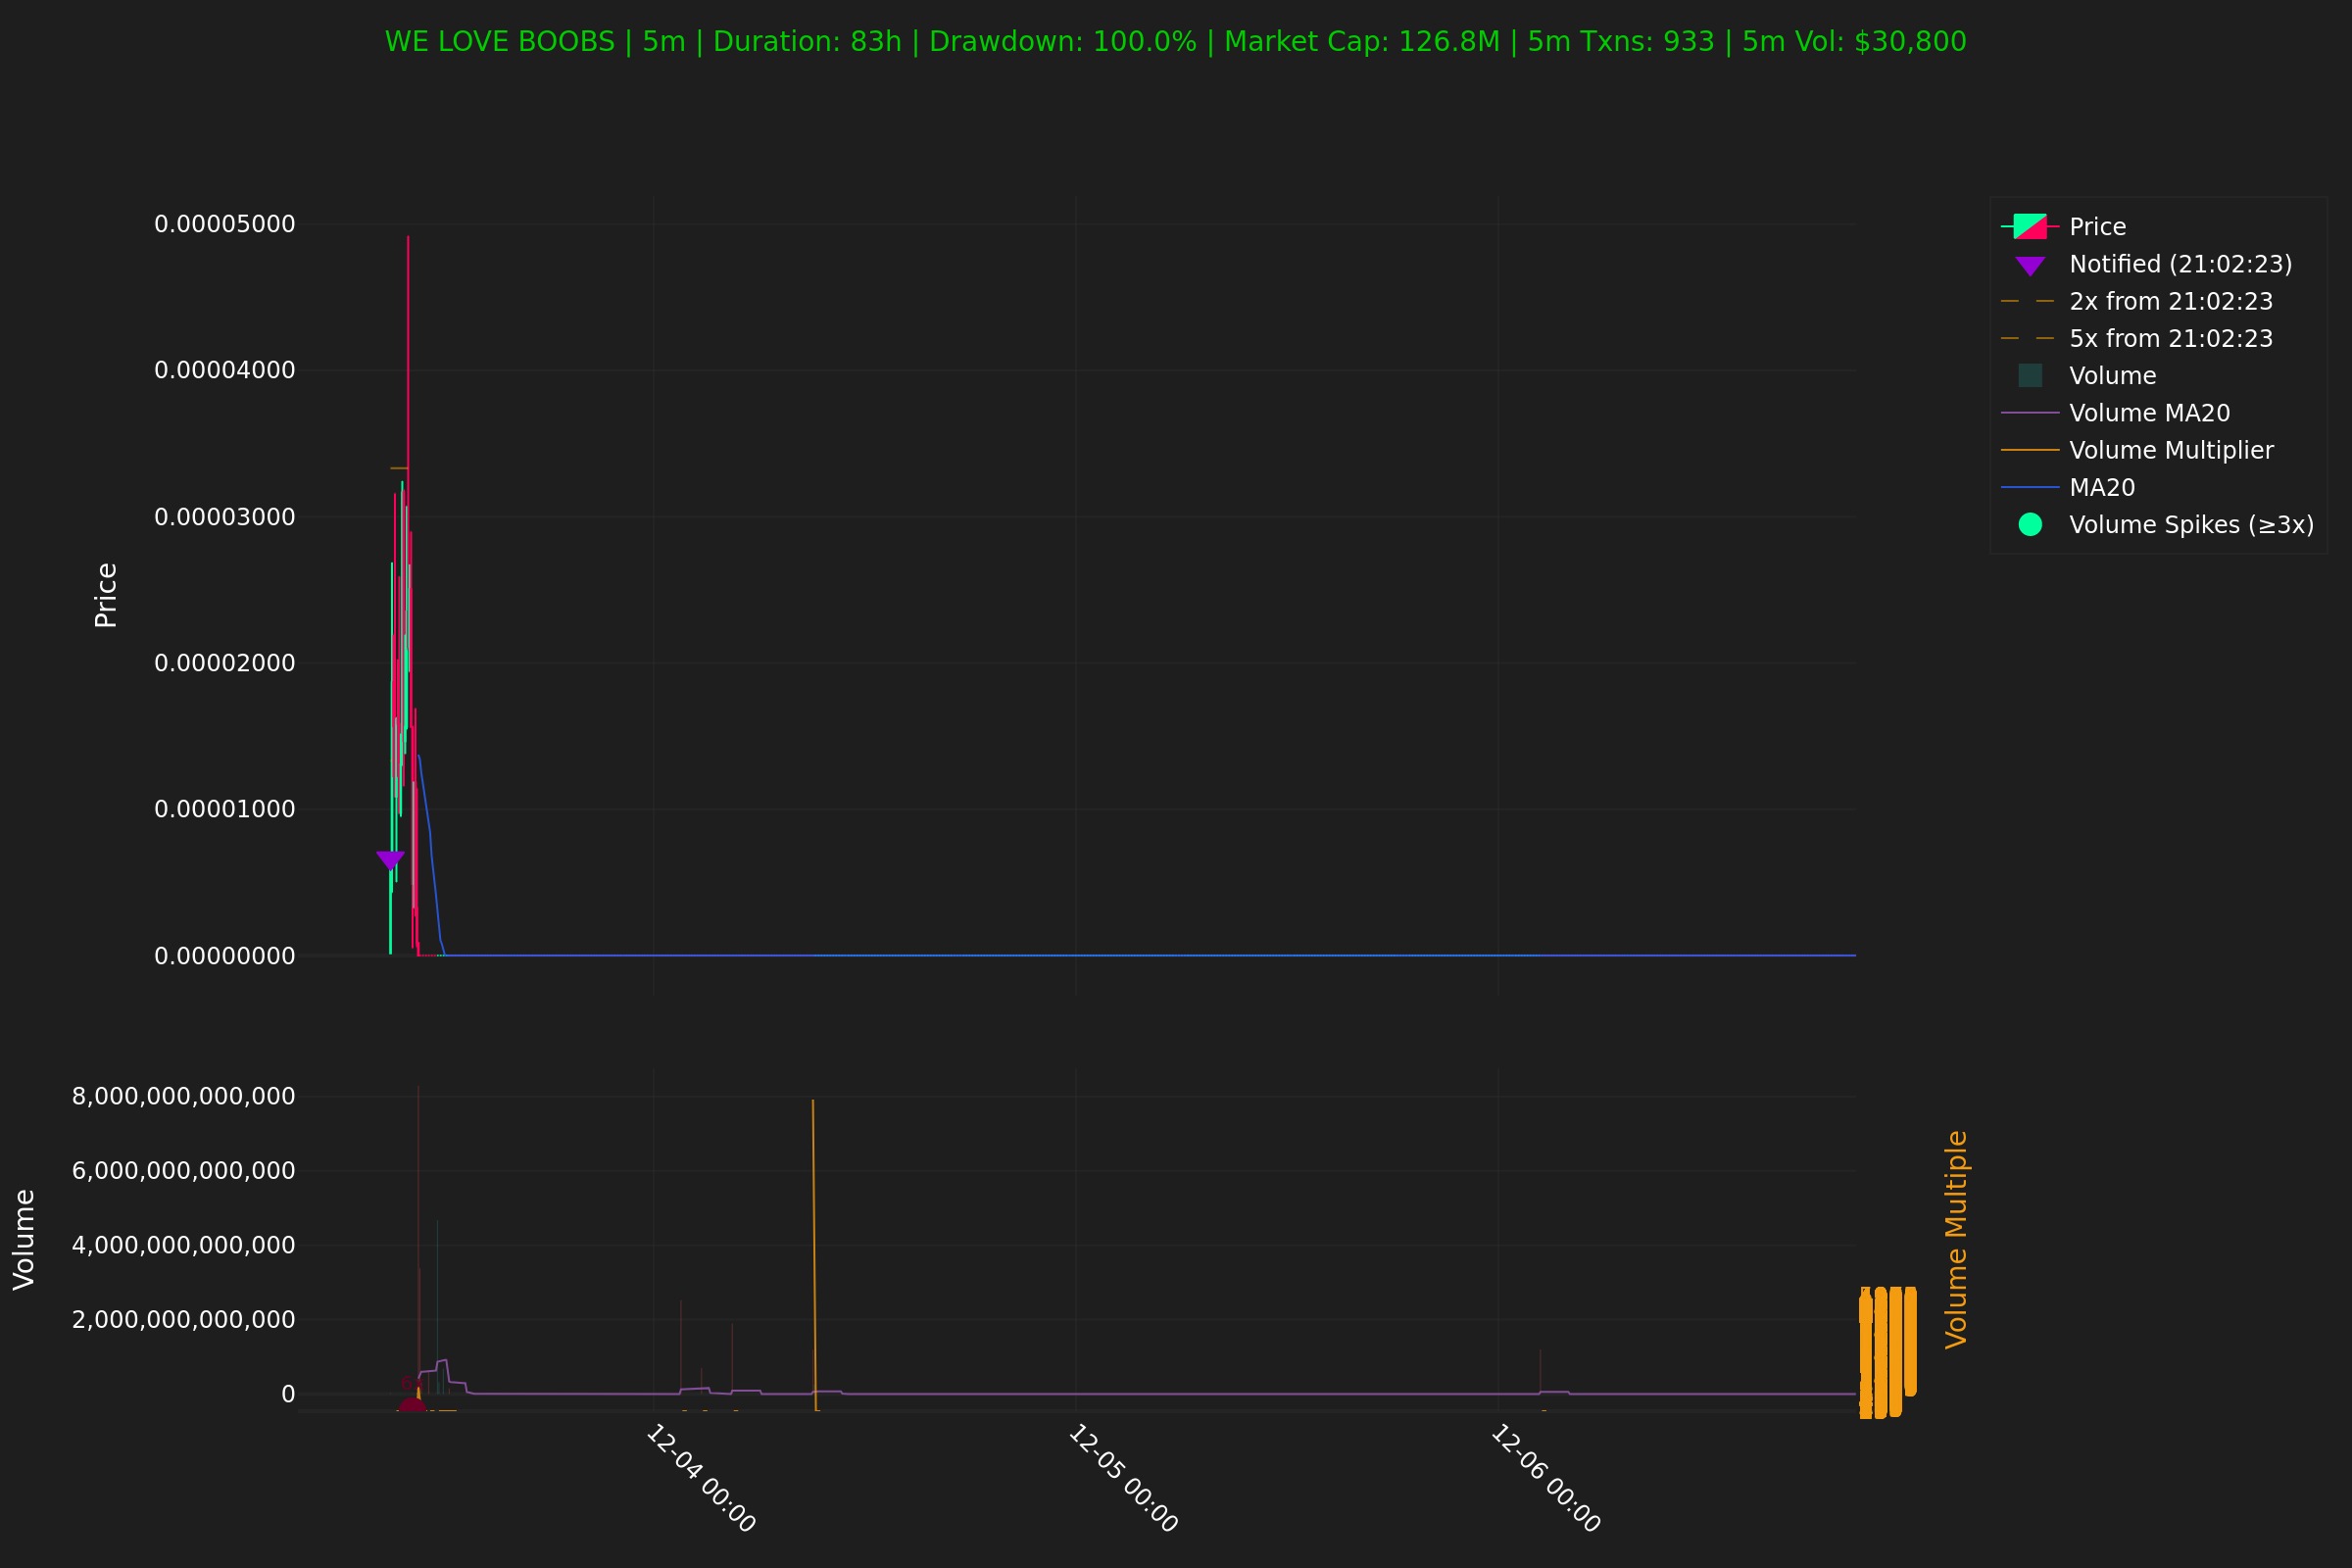 WE LOVE BOOBS | 5m | Duration: 83h | Drawdown: 100.0% | Market Cap: 126.8M | 5m Txns: 933 | 5m Vol: $30,800
Price
0.00005000
0.00004000
0.00003000
0.00002000
0.00001000
0.00000000
Price
Notified (21:02:23)
2x from 21:02:23
5x from 21:02:23
Volume
Volume MA20
Volume Multiplier
MA20
Volume Spikes (≥3x)
Volume
8,000,000,000,000
6,000,000,000,000
4,000,000,000,000
2,000,000,000,000
0
Volume Multiple
12-04 00:00
12-05 00:00
12-06 00:00